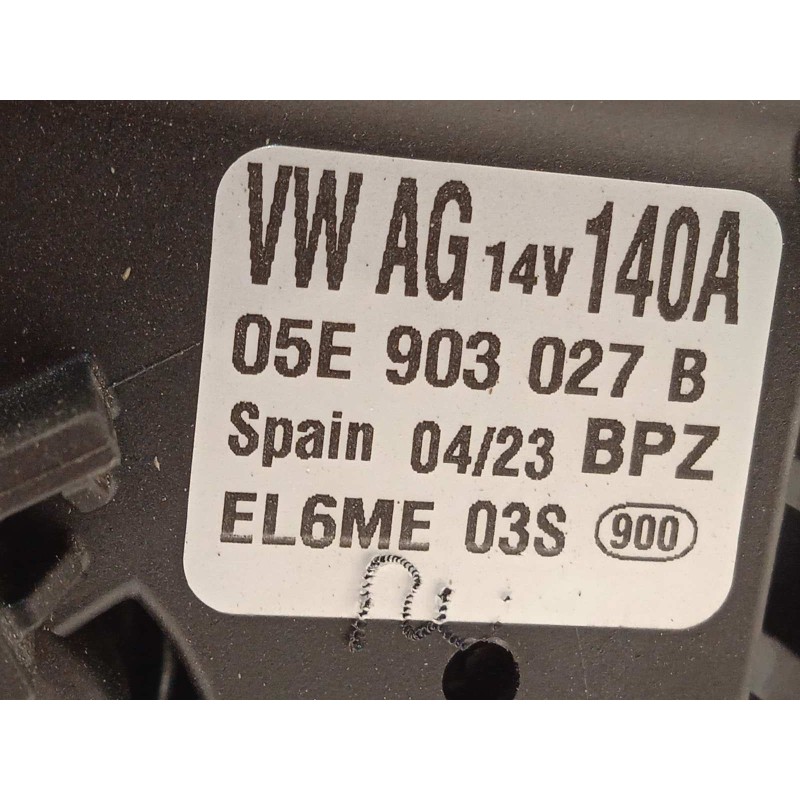 VW AG 14V 140A
05E 903 027 B
Spain 04/23 BPZ
EL6ME 03S 900